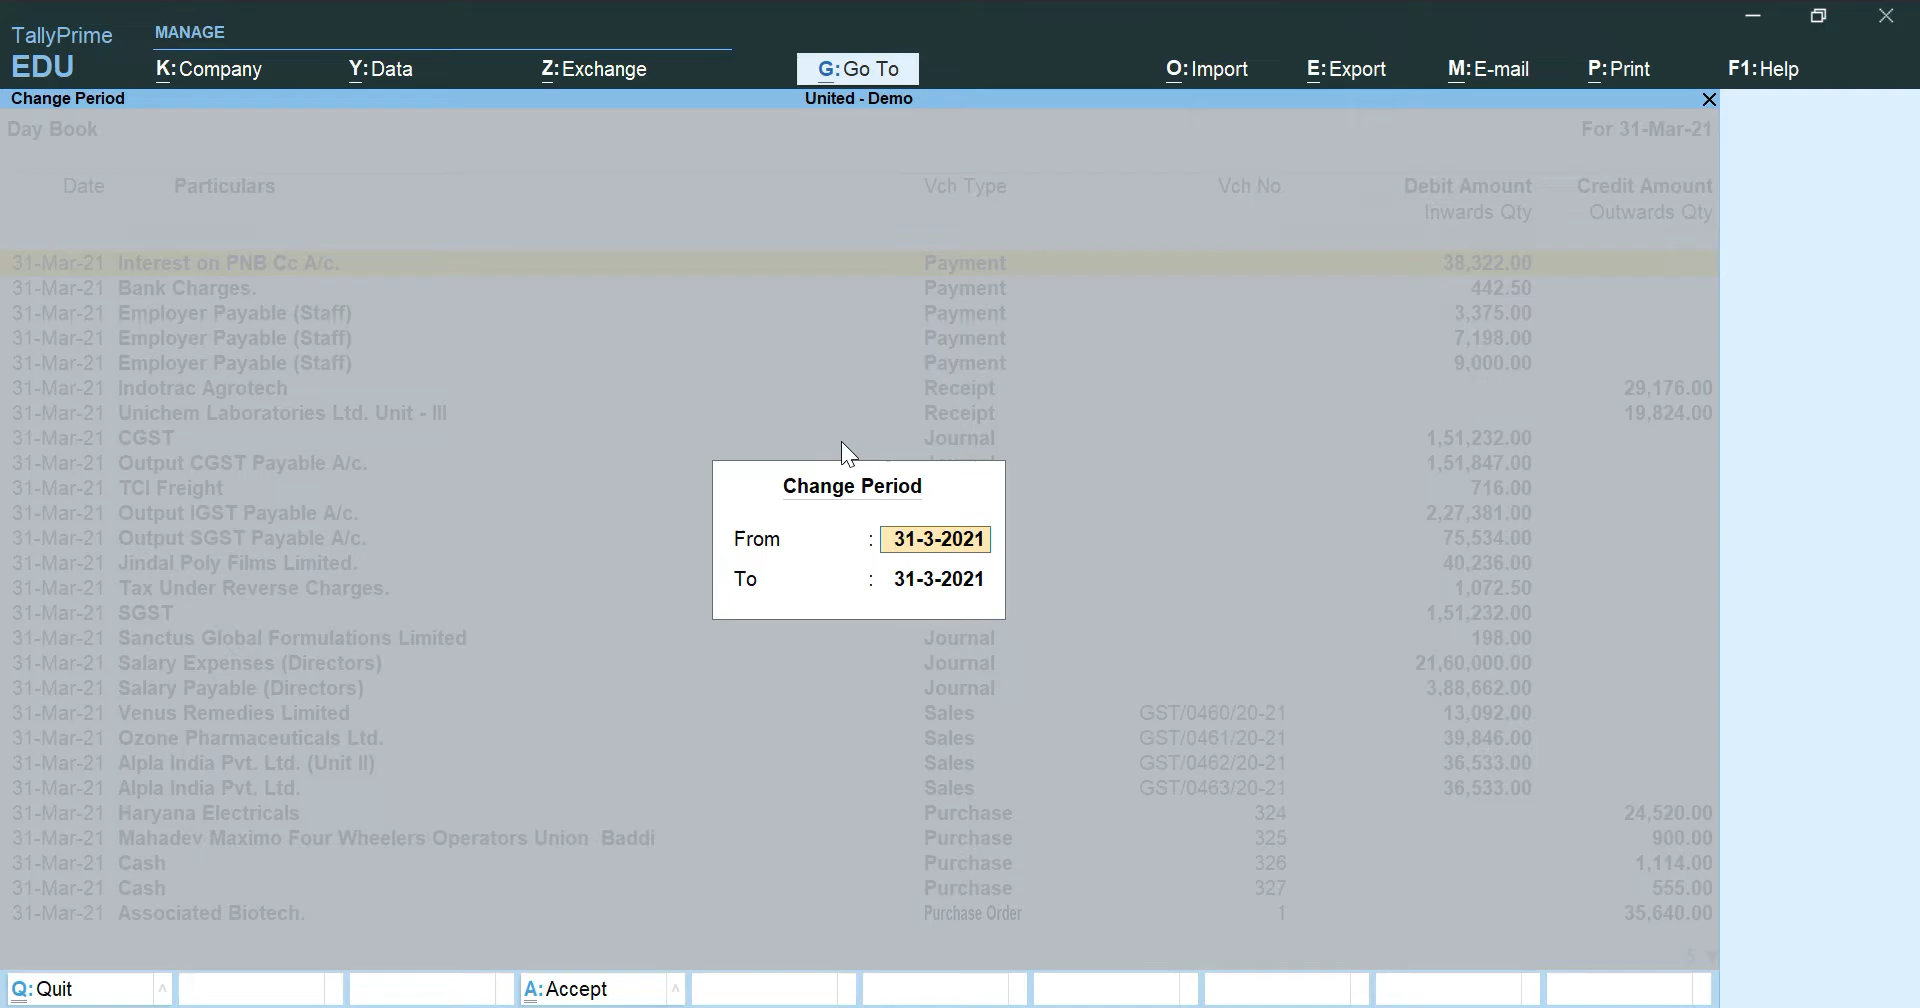 TallyPrime
EDU
MANAGE
K:Company Y:Data Z:Exchange G:Go To O:Import E:Export M:E-mail P:Print F1:Help
Change Period United - Demo
Day Book For 31-Mar-21
Date Particulars Vch Type Vch No Debit Amount Credit Amount
Inwards Qty Outwards Qty
31-Mar-21 Interest on PNB Cc A/c. Payment 38,322.00
31-Mar-21 Bank Charges. Payment 442.50
31-Mar-21 Employer Payable (Staff) Payment 3,375.00
31-Mar-21 Employer Payable (Staff) Payment 7,198.00
31-Mar-21 Employer Payable (Staff) Payment 9,000.00
31-Mar-21 Indotrac Agrotech Receipt 29,176.00
31-Mar-21 Unichem Laboratories Ltd. Unit - III Receipt 19,824.00
31-Mar-21 CGST Journal 1,51,232.00
31-Mar-21 Output CGST Payable A/c. 1,51,847.00
31-Mar-21 TCI Freight 716.00
31-Mar-21 Output IGST Payable A/c. 2,27,381.00
31-Mar-21 Output SGST Payable A/c. 75,534.00
31-Mar-21 Jindal Poly Films Limited. 40,236.00
31-Mar-21 Tax Under Reverse Charges. 1,072.50
31-Mar-21 SGST 1,51,232.00
31-Mar-21 Sanctus Global Formulations Limited Journal 198.00
31-Mar-21 Salary Expenses (Directors) Journal 21,60,000.00
31-Mar-21 Salary Payable (Directors) Journal 3,88,662.00
31-Mar-21 Venus Remedies Limited Sales GST/0460/20-21 13,092.00
31-Mar-21 Ozone Pharmaceuticals Ltd. Sales GST/0461/20-21 39,846.00
31-Mar-21 Alpla India Pvt. Ltd. (Unit II) Sales GST/0462/20-21 36,533.00
31-Mar-21 Alpla India Pvt. Ltd. Sales GST/0463/20-21 36,533.00
31-Mar-21 Haryana Electricals Purchase 324 24,520.00
31-Mar-21 Mahadev Maximo Four Wheelers Operators Union Baddi Purchase 325 900.00
31-Mar-21 Cash Purchase 326 1,114.00
31-Mar-21 Cash Purchase 327 555.00
31-Mar-21 Associated Biotech. Purchase Order 1 35,640.00
Change Period
From : 31-3-2021
To : 31-3-2021
Q:Quit A:Accept